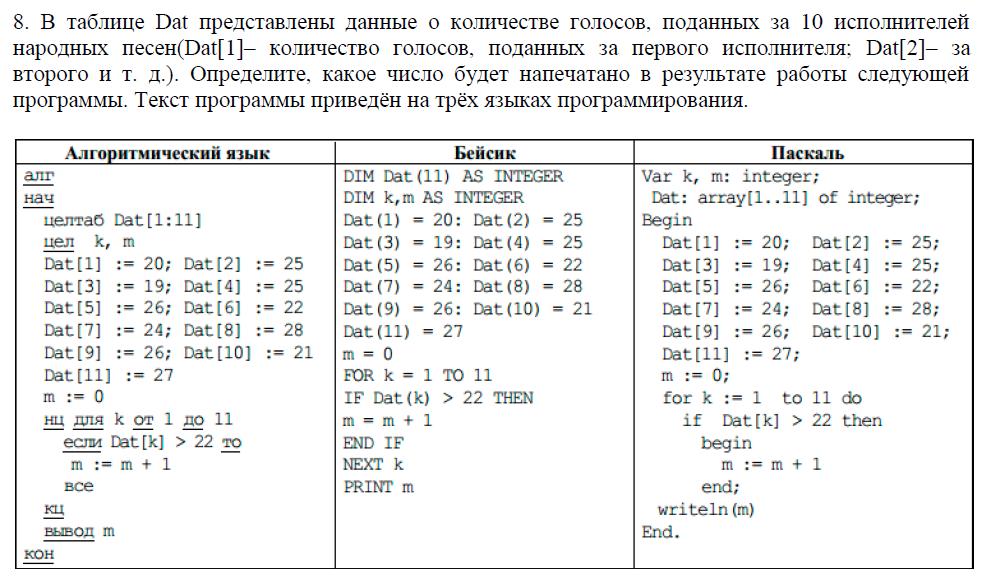 8. В таблице Dat представлены данные о количестве голосов, поданных за 10 исполнителей
народных песен(Dat[1]– количество голосов, поданных за первого исполнителя; Dat[2]– за
второго и т. д.). Определите, какое число будет напечатано в результате работы следующей
программы. Текст программы приведён на трёх языках программирования.
Алгоритмический язык
алг
нач
целтаб Dat[1:11]
цел k, m
Dat[1] := 20; Dat[2] := 25
Dat[3] := 19; Dat[4] := 25
Dat[5] := 26; Dat[6] := 22
Dat[7] := 24; Dat[8] := 28
Dat[9] := 26; Dat[10] := 21
Dat[11] := 27
m := 0
нц для k от 1 до 11
если Dat[k] > 22 то
m := m + 1
все
кц
вывод m
кон
Бейсик
DIM Dat(11) AS INTEGER
DIM k,m AS INTEGER
Dat(1) = 20: Dat(2) = 25
Dat(3) = 19: Dat(4) = 25
Dat(5) = 26: Dat(6) = 22
Dat(7) = 24: Dat(8) = 28
Dat(9) = 26: Dat(10) = 21
Dat(11) = 27
m = 0
FOR k = 1 TO 11
IF Dat(k) > 22 THEN
m = m + 1
END IF
NEXT k
PRINT m
Паскаль
Var k, m: integer;
Dat: array[1..11] of integer;
Begin
Dat[1] := 20; Dat[2] := 25;
Dat[3] := 19; Dat[4] := 25;
Dat[5] := 26; Dat[6] := 22;
Dat[7] := 24; Dat[8] := 28;
Dat[9] := 26; Dat[10] := 21;
Dat[11] := 27;
m := 0;
for k := 1 to 11 do
if Dat[k] > 22 then
begin
m := m + 1
end;
writeln(m)
End.